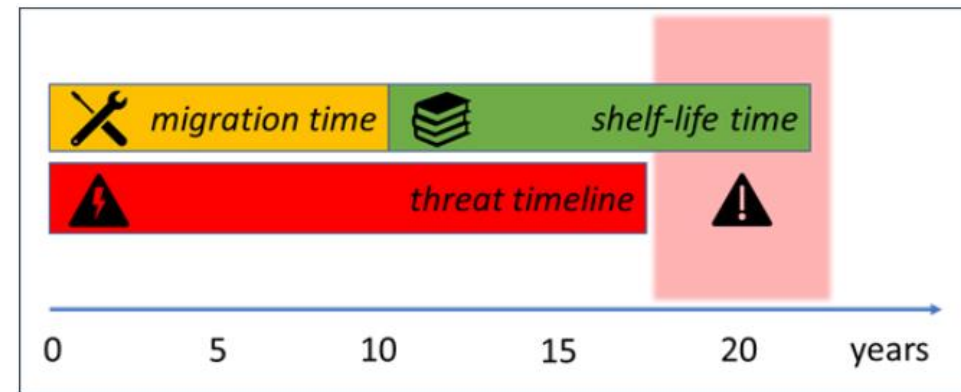 migration time
shelf-life time
threat timeline
0 5 10 15 20 years